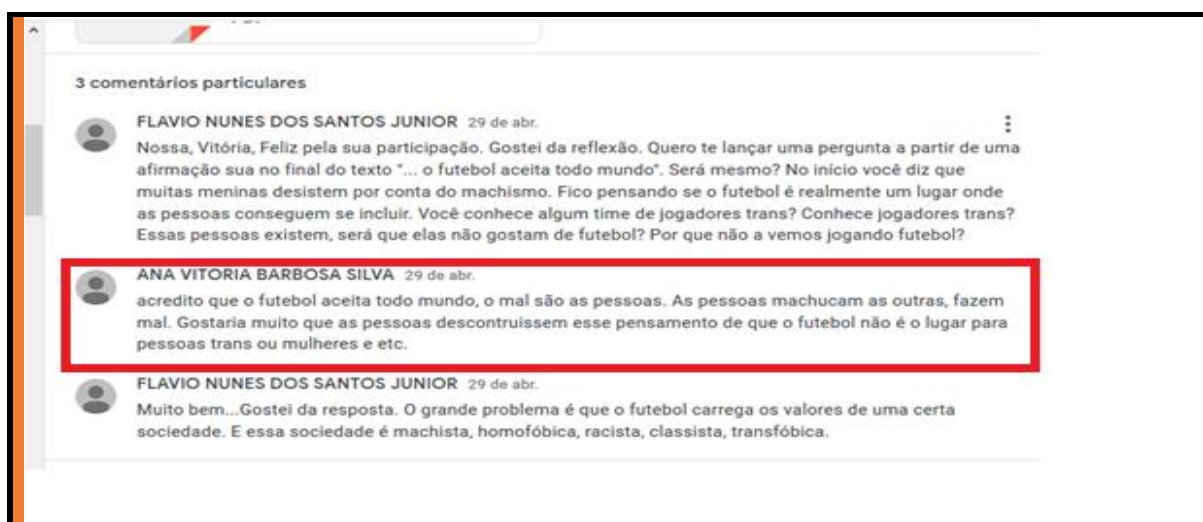 3 comentários particulares
FLAVIO NUNES DOS SANTOS JUNIOR 29 de abr.
Nossa, Vitória, Feliz pela sua participação. Gostei da reflexão. Quero te lançar uma pergunta a partir de uma
afirmação sua no final do texto "... o futebol aceita todo mundo". Será mesmo? No início você diz que
muitas meninas desistem por conta do machismo. Fico pensando se o futebol é realmente um lugar onde
as pessoas conseguem se incluir. Você conhece algum time de jogadores trans? Conhece jogadores trans?
Essas pessoas existem, será que elas não gostam de futebol? Por que não a vemos jogando futebol?
ANA VITORIA BARBOSA SILVA 29 de abr.
acredito que o futebol aceita todo mundo, o mal são as pessoas. As pessoas machucam as outras, fazem
mal. Gostaria muito que as pessoas descontruissem esse pensamento de que o futebol não é o lugar para
pessoas trans ou mulheres e etc.
FLAVIO NUNES DOS SANTOS JUNIOR 29 de abr.
Muito bem...Gostei da resposta. O grande problema é que o futebol carrega os valores de uma certa
sociedade. E essa sociedade é machista, homofóbica, racista, classista, transfóbica.